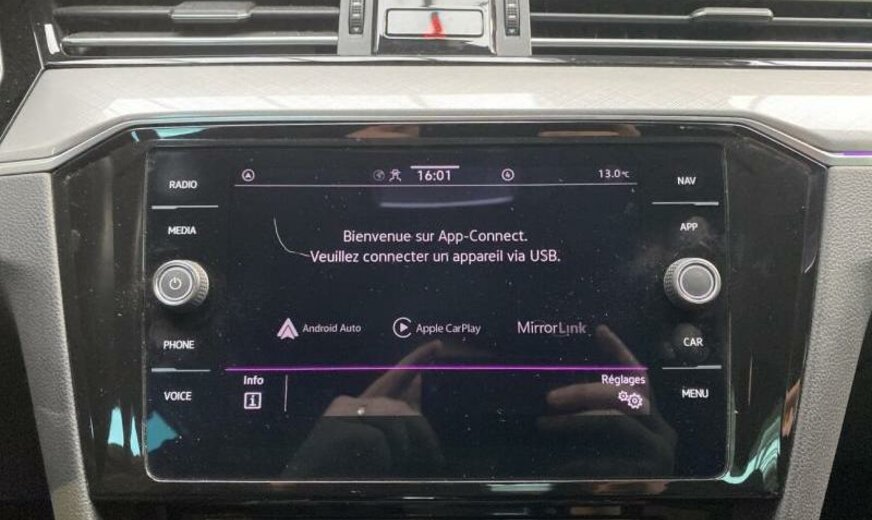 RADIO
MEDIA
PHONE
VOICE
16:01
13.0°C
Bienvenue sur App-Connect.
Veuillez connecter un appareil via USB.
Android Auto
Apple CarPlay
MirrorLink
Info
Réglages
NAV
APP
CAR
MENU